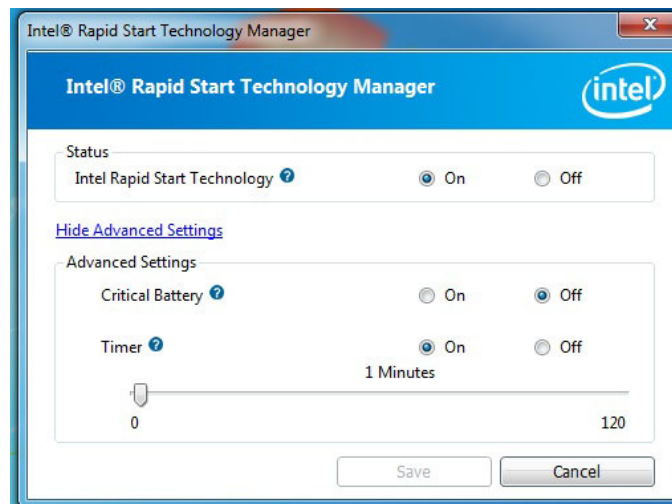 Intel® Rapid Start Technology Manager
Intel® Rapid Start Technology Manager
intel
Status
Intel Rapid Start Technology ? On Off
Hide Advanced Settings
Advanced Settings
Critical Battery ? On Off
Timer ? On Off
1 Minutes
0 120
Save Cancel